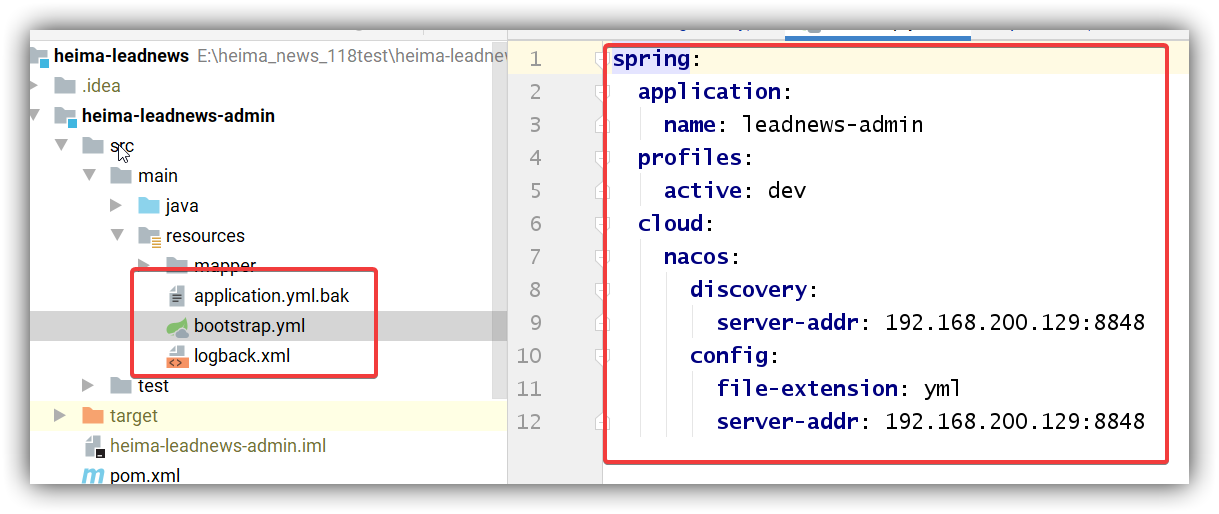 heima-leadnews E:\heima_news_118test\heima-leadnew
.idea
heima-leadnews-admin
src
main
java
resources
mapper
application.yml.bak
bootstrap.yml
logback.xml
test
target
heima-leadnews-admin.iml
pom.xml
1 spring:
2 application:
3 name: leadnews-admin
4 profiles:
5 active: dev
6 cloud:
7 nacos:
8 discovery:
9 server-addr: 192.168.200.129:8848
10 config:
11 file-extension: yml
12 server-addr: 192.168.200.129:8848